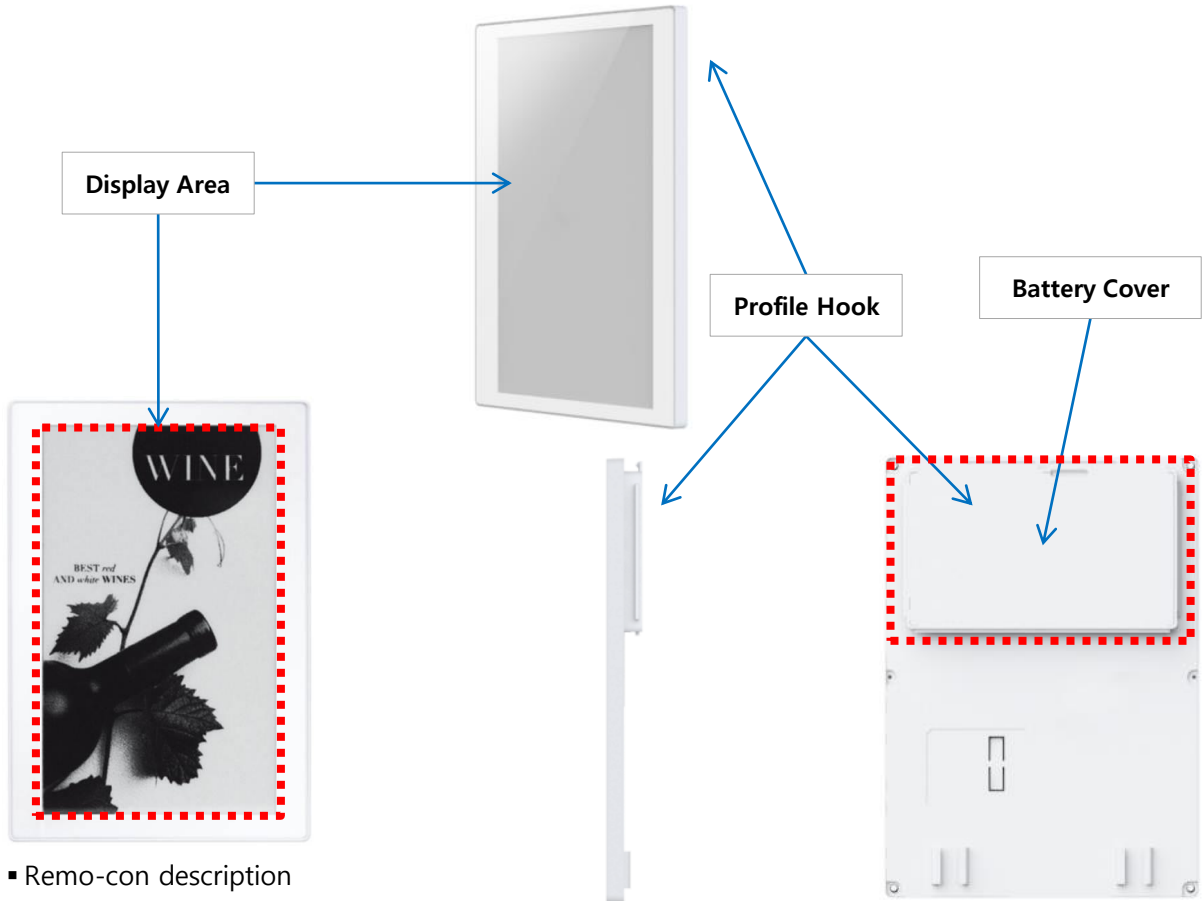 Display Area
Profile Hook
Battery Cover
WINE
BEST red
AND white WINES
▪ Remo-con description